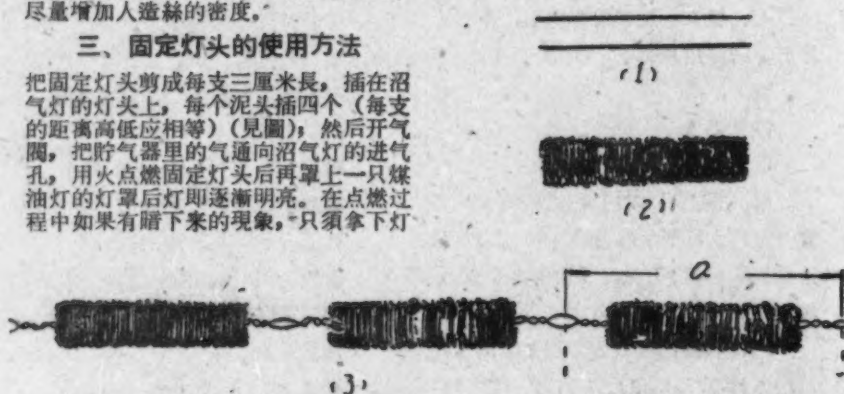 尽量增加人造絲的密度。
三、固定灯头的使用方法
把固定灯头剪成每支三厘米長，插在沼
气灯的灯头上，每个泥头插四个（每支
的距离高低应相等）（見圖）；然后开气
閥，把貯气器里的气通向沼气灯的进气
孔，用火点燃固定灯头后再罩上一只煤
油灯的灯罩后灯即逐漸明亮。在点燃过
程中如果有暗下来的現象，只須拿下灯
(1)
(2)
a
(3)